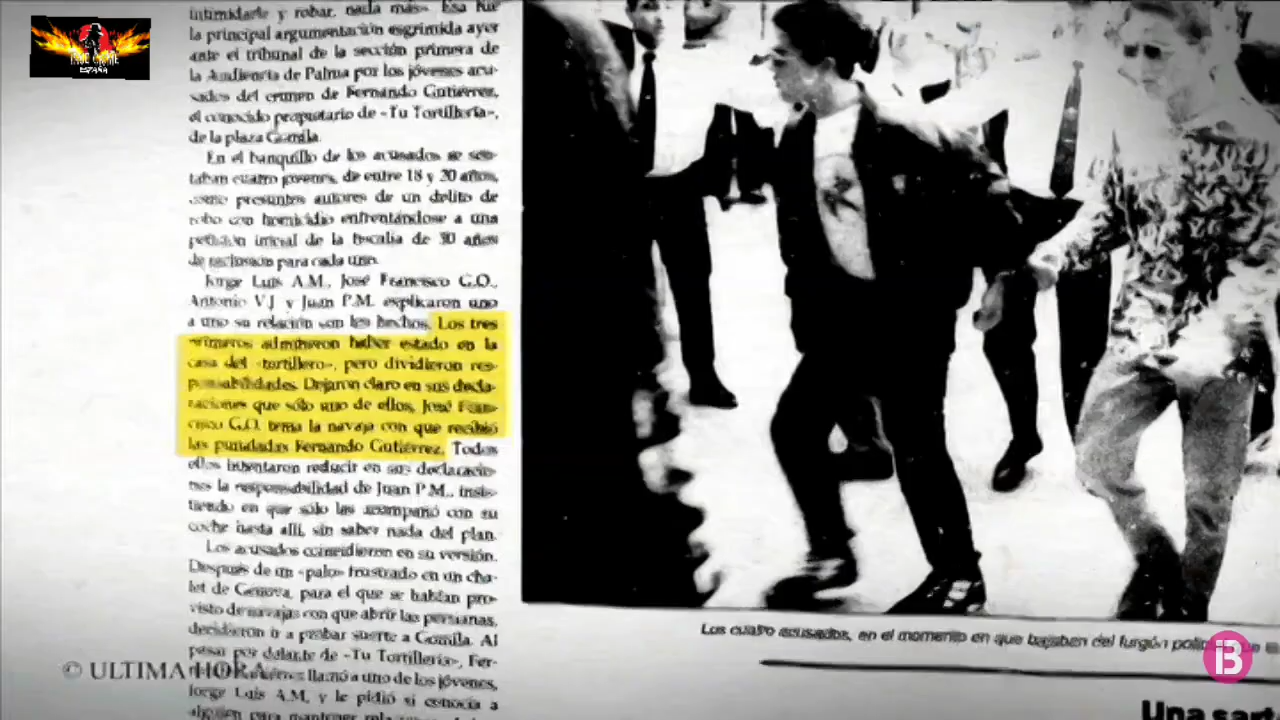 TRUE CRIME
ESPAÑA
intimidarle y robar, nada más». Esa fue
la principal argumentación esgrimida ayer
ante el tribunal de la sección primera de
la Audiencia de Palma por los jóvenes acu-
sados del crimen de Fernando Gutiérrez,
el conocido propietario de «Tu Tortillería»,
de la plaza Gomila.
En el banquillo de los acusados se sen-
taban cuatro jóvenes, de entre 18 y 20 años,
como presuntos autores de un delito de
robo con homicidio enfrentándose a una
petición inicial de la fiscalía de 30 años
de reclusión para cada uno.
Jorge Luis A.M., José Francisco G.O.,
Antonio V.J. y Juan P.M. explicaron uno
a uno su relación con los hechos. Los tres
primeros admitieron haber estado en la
casa del «tortillero», pero dividieron res-
ponsabilidades. Dejaron claro en sus decla-
raciones que sólo uno de ellos, José Fran-
cisco G.O. tenía la navaja con que recibió
las puñaladas Fernando Gutiérrez. Todos
ellos intentaron reducir en sus declaracio-
nes la responsabilidad de Juan P.M., insis-
tiendo en que sólo les acompañó con su
coche hasta allí, sin saber nada del plan.
Los acusados coincidieron en su versión.
Después de un «palo» frustrado en un cha-
let de Génova, para el que se habían pro-
visto de navajas con que abrir las persianas,
decidieron ir a probar suerte a Gomila. Al
pasar por delante de «Tu Tortillería», Fer-
llamó a uno de los jóvenes,
Jorge Luis A.M. y le pidió si conocía a
alguien para mantener
Los cuatro acusados, en el momento en que bajaban del furgón
Una
© ULTIMA HORA
B